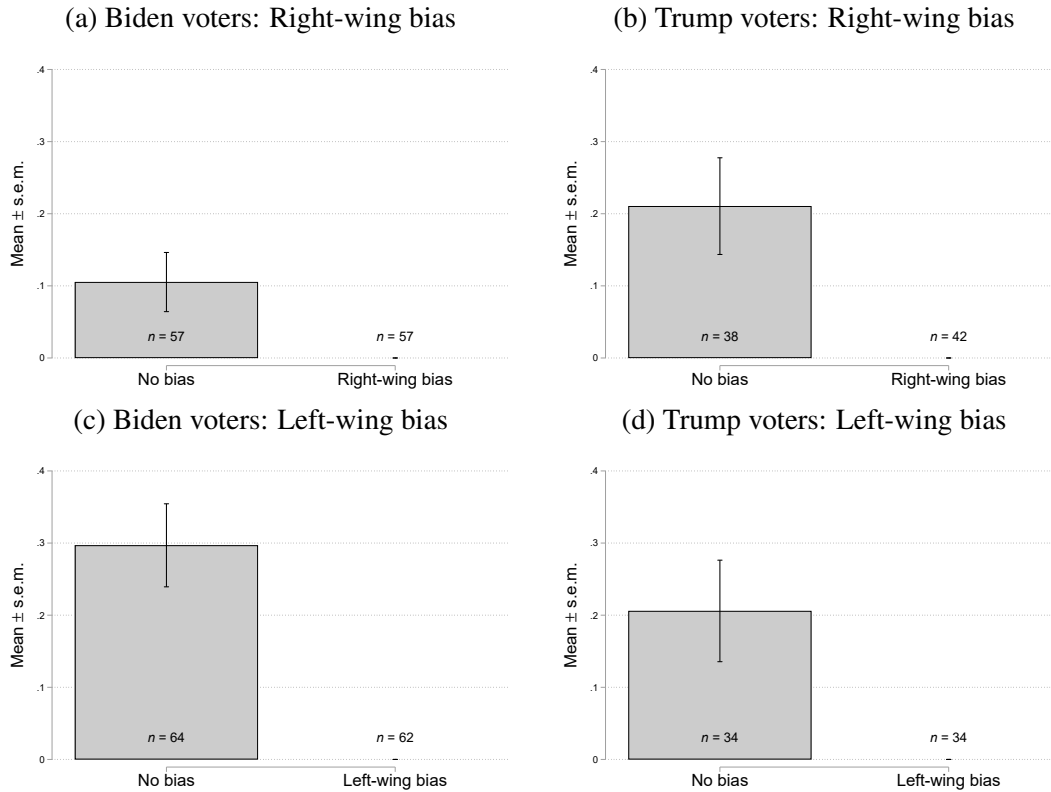 (a) Biden voters: Right-wing bias
.4
.3
.2
.1
0
Mean ± s.e.m.
n = 57
n = 57
No bias
Right-wing bias
(b) Trump voters: Right-wing bias
.4
.3
.2
.1
0
Mean ± s.e.m.
n = 38
n = 42
No bias
Right-wing bias
(c) Biden voters: Left-wing bias
.4
.3
.2
.1
0
Mean ± s.e.m.
n = 64
n = 62
No bias
Left-wing bias
(d) Trump voters: Left-wing bias
.4
.3
.2
.1
0
Mean ± s.e.m.
n = 34
n = 34
No bias
Left-wing bias